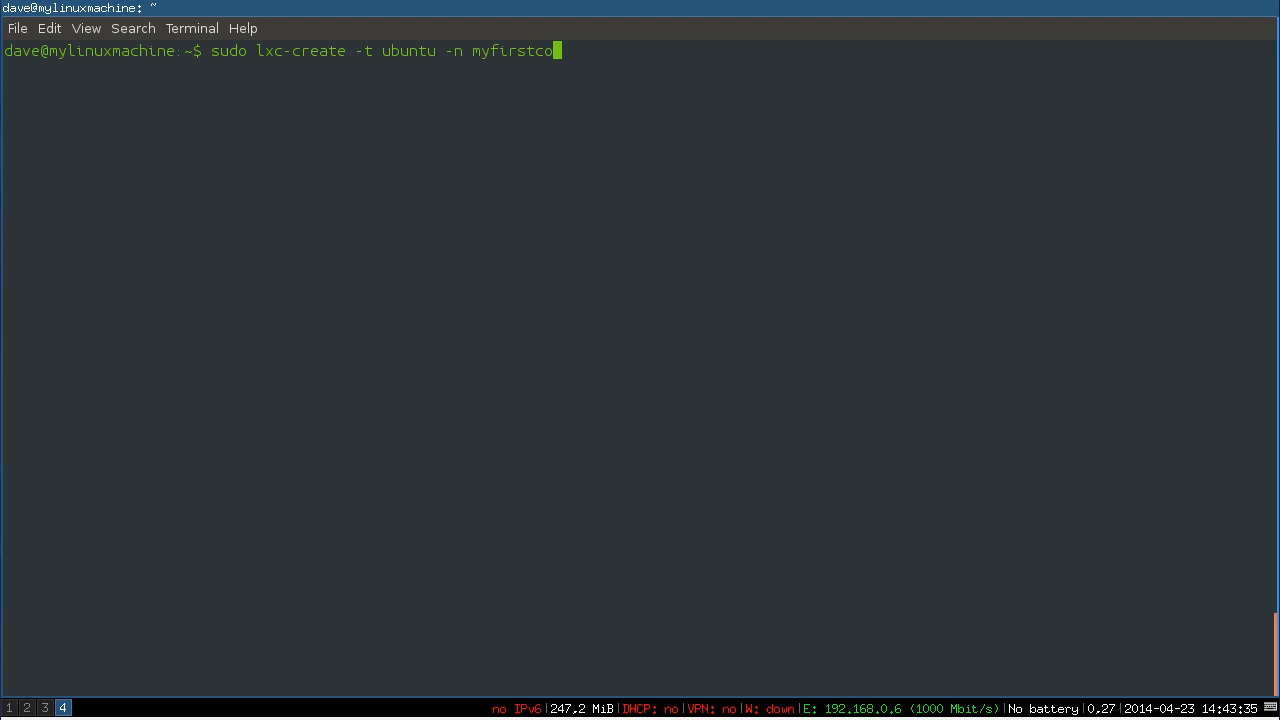 dave@mylinuxmachine: ~
File Edit View Search Terminal Help
dave@mylinuxmachine:~$ sudo lxc-create -t ubuntu -n myfirstco
1 2 3 4 no IPv6|247,2 MiB|DHCP: no|VPN: no|W: down|E: 192.168.0.6 (1000 Mbit/s)|No battery|0,27|2014-04-23 14:43:35